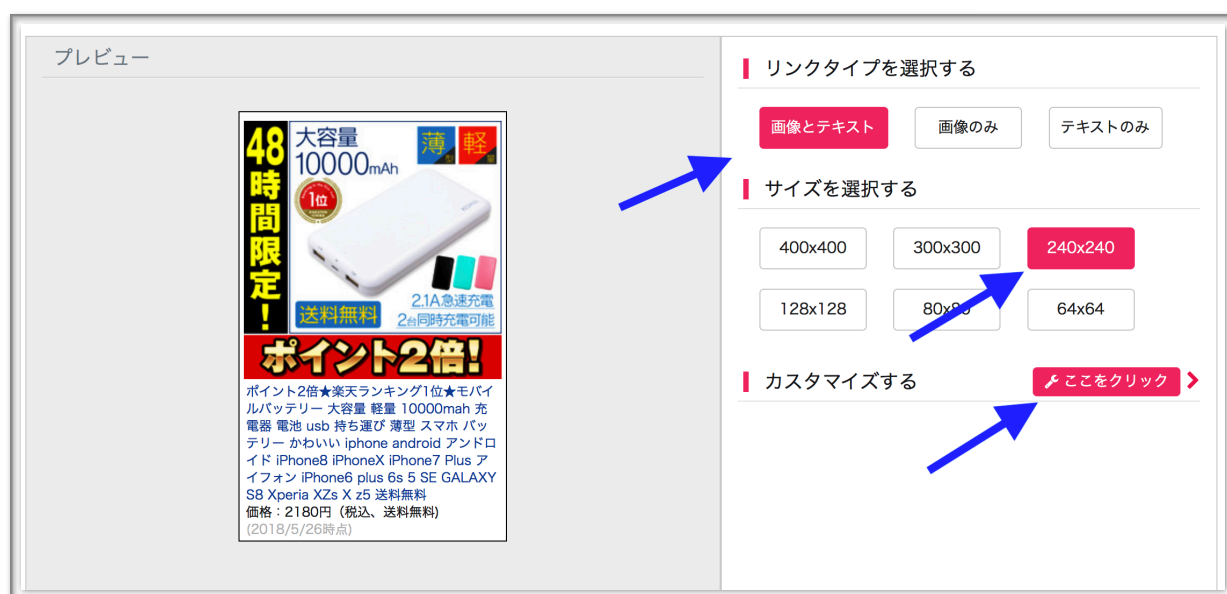 プレビュー
48時間限定!
大容量
10000mAh
薄型
軽量
1位
送料無料
2.1A急速充電
2台同時充電可能
ポイント2倍!
ポイント2倍★楽天ランキング1位★モバイ
ルバッテリー 大容量 軽量 10000mah 充
電器 電池 usb 持ち運び 薄型 スマホ バッ
テリー かわいい iphone android アンドロ
イド iPhone8 iPhoneX iPhone7 Plus ア
イフォン iPhone6 plus 6s 5 SE GALAXY
S8 Xperia XZs X z5 送料無料
価格：2180円（税込、送料無料)
(2018/5/26時点)
リンクタイプを選択する
画像とテキスト
画像のみ
テキストのみ
サイズを選択する
400x400
300x300
240x240
128x128
80x80
64x64
カスタマイズする
ここをクリック